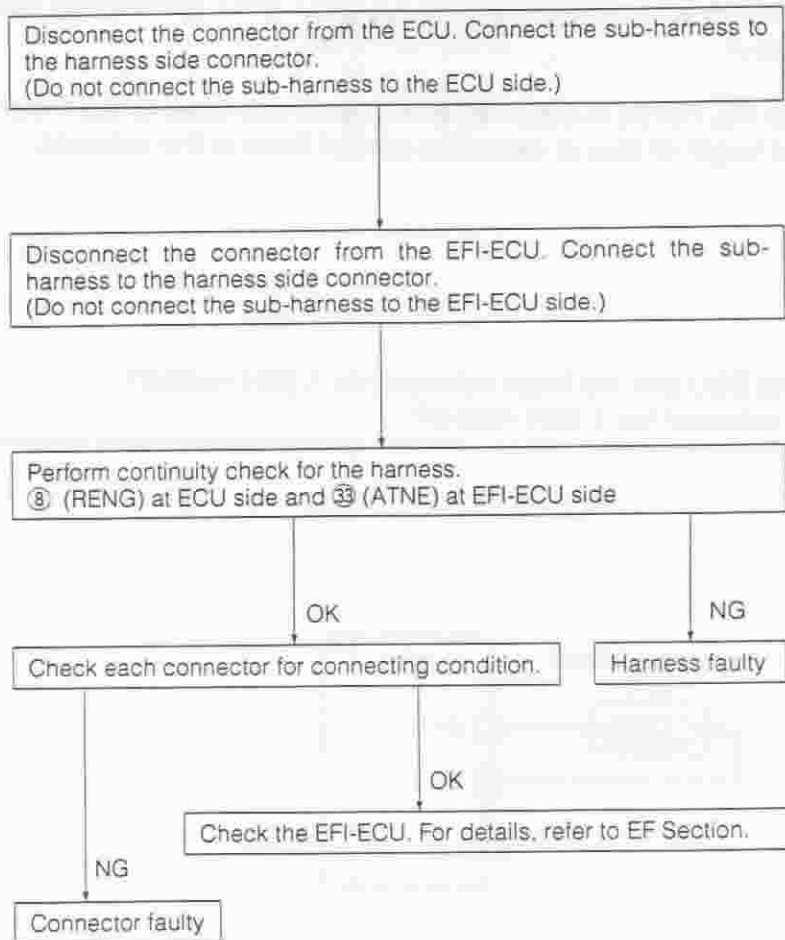 Disconnect the connector from the ECU. Connect the sub-harness to
the harness side connector.
(Do not connect the sub-harness to the ECU side.)
Disconnect the connector from the EFI-ECU. Connect the sub-
harness to the harness side connector.
(Do not connect the sub-harness to the EFI-ECU side.)
Perform continuity check for the harness.
⑧ (RENG) at ECU side and ㉝ (ATNE) at EFI-ECU side
OK
NG
Check each connector for connecting condition.
Harness faulty
OK
Check the EFI-ECU. For details, refer to EF Section.
NG
Connector faulty